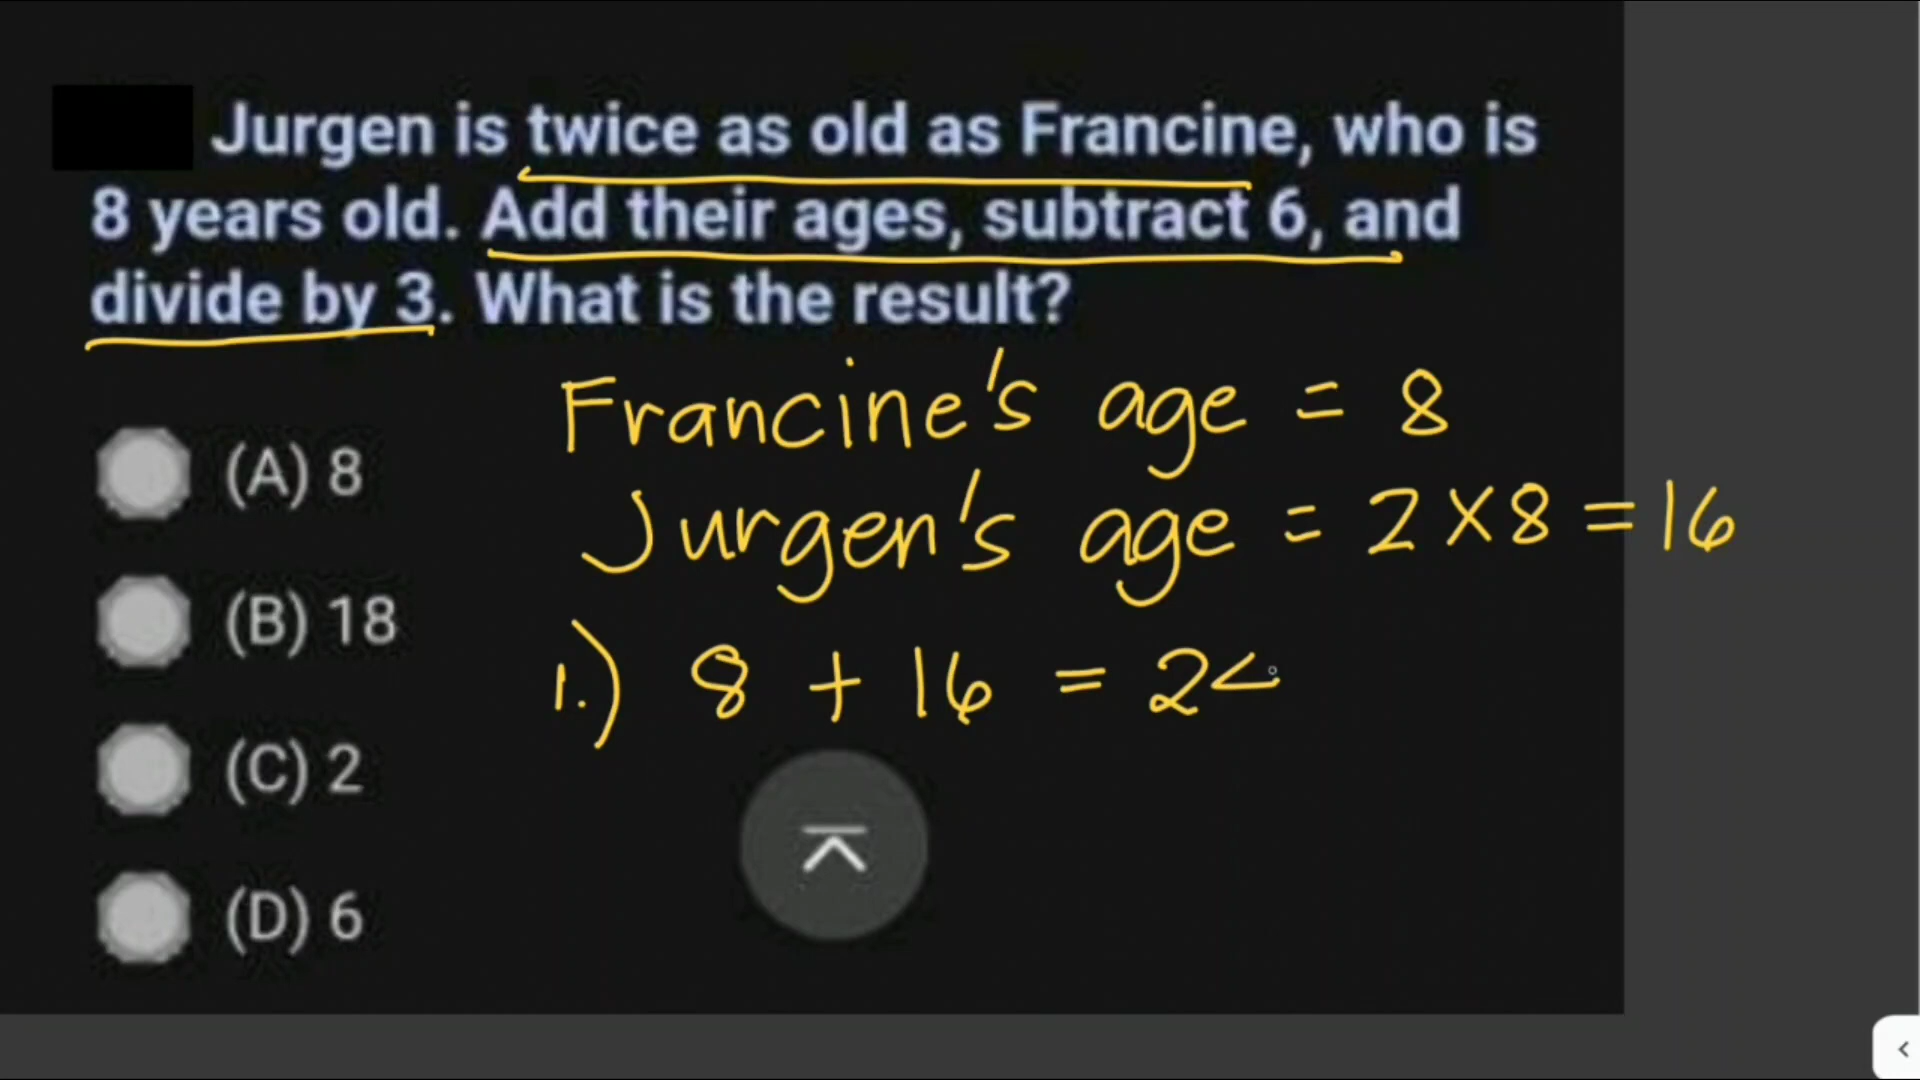 Jurgen is twice as old as Francine, who is
8 years old. Add their ages, subtract 6, and
divide by 3. What is the result?
Francine's age = 8
Jurgen's age = 2 x 8 = 16
(A) 8
(B) 18
1.) 8 + 16 = 2
(C) 2
(D) 6